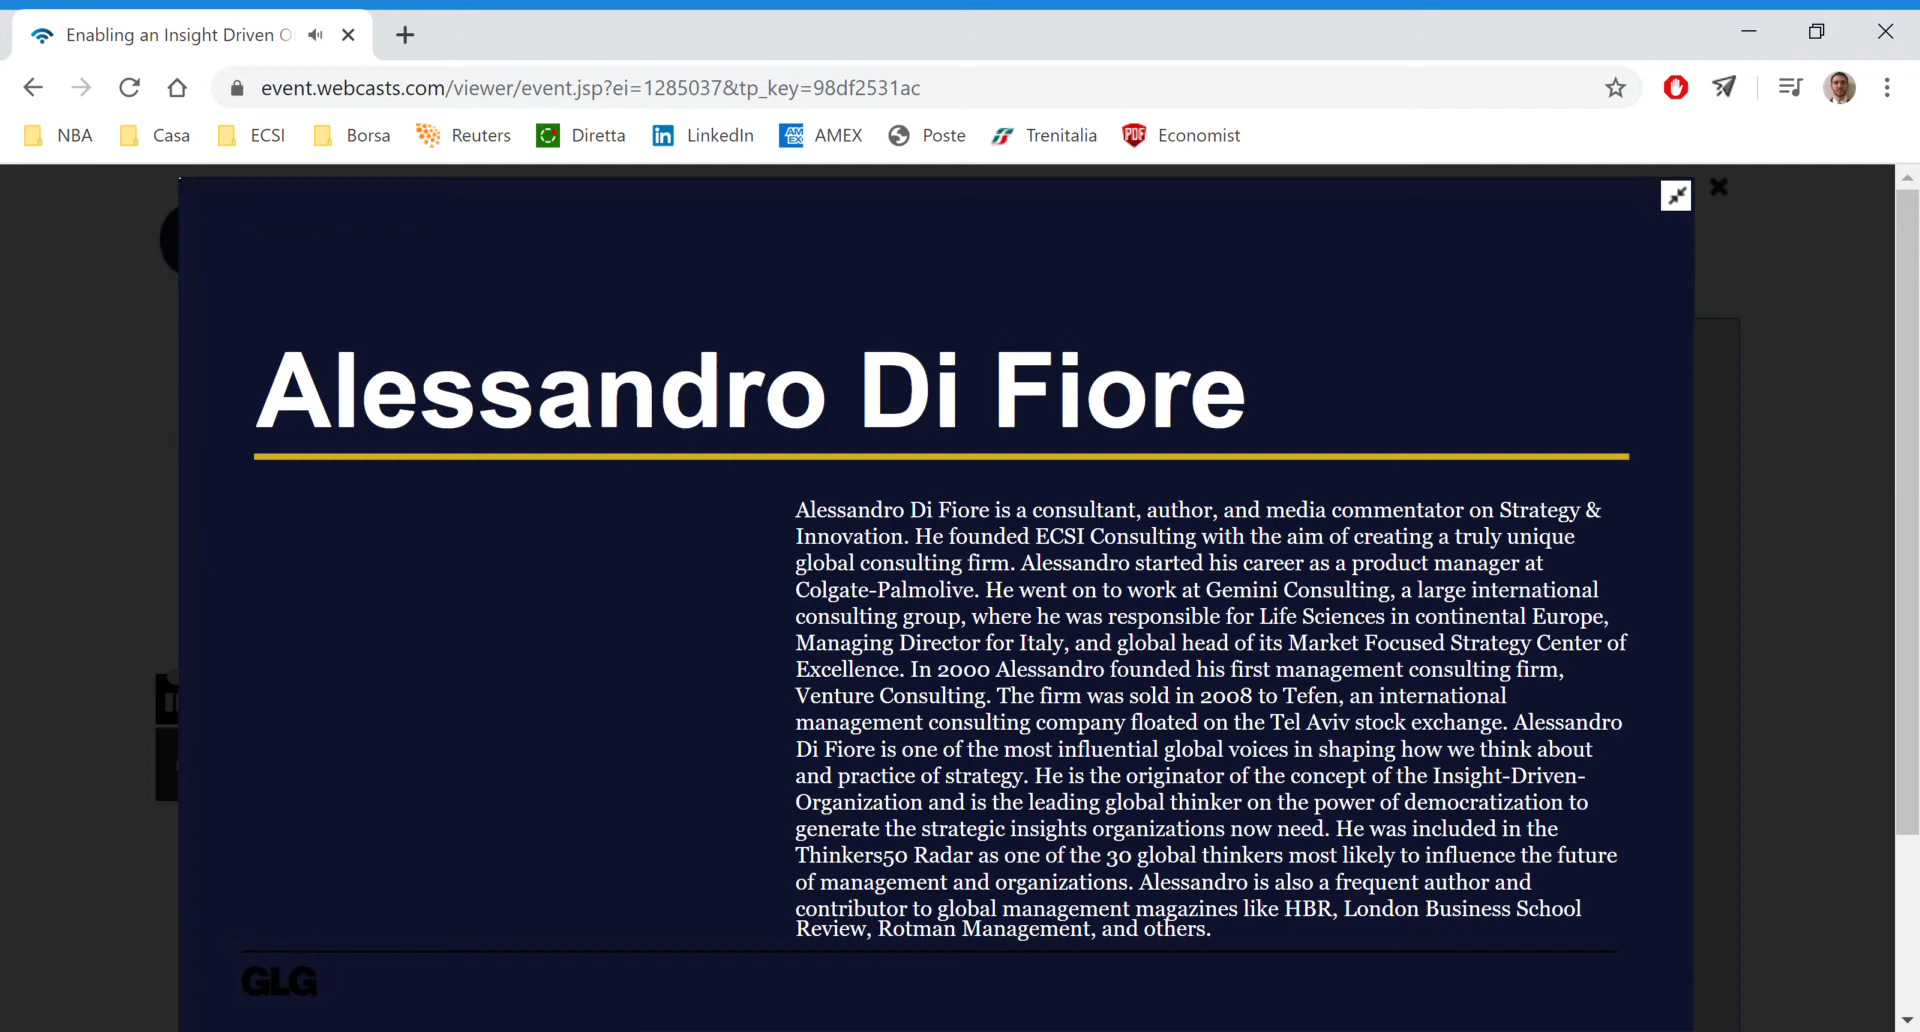 Enabling an Insight Driven O
event.webcasts.com/viewer/event.jsp?ei=1285037&tp_key=98df2531ac
NBA Casa ECSI Borsa Reuters Diretta LinkedIn AMEX Poste Trenitalia PDF Economist
Alessandro Di Fiore
Alessandro Di Fiore is a consultant, author, and media commentator on Strategy &
Innovation. He founded ECSI Consulting with the aim of creating a truly unique
global consulting firm. Alessandro started his career as a product manager at
Colgate-Palmolive. He went on to work at Gemini Consulting, a large international
consulting group, where he was responsible for Life Sciences in continental Europe,
Managing Director for Italy, and global head of its Market Focused Strategy Center of
Excellence. In 2000 Alessandro founded his first management consulting firm,
Venture Consulting. The firm was sold in 2008 to Tefen, an international
management consulting company floated on the Tel Aviv stock exchange. Alessandro
Di Fiore is one of the most influential global voices in shaping how we think about
and practice of strategy. He is the originator of the concept of the Insight-Driven-
Organization and is the leading global thinker on the power of democratization to
generate the strategic insights organizations now need. He was included in the
Thinkers50 Radar as one of the 30 global thinkers most likely to influence the future
of management and organizations. Alessandro is also a frequent author and
contributor to global management magazines like HBR, London Business School
Review, Rotman Management, and others.
GLG